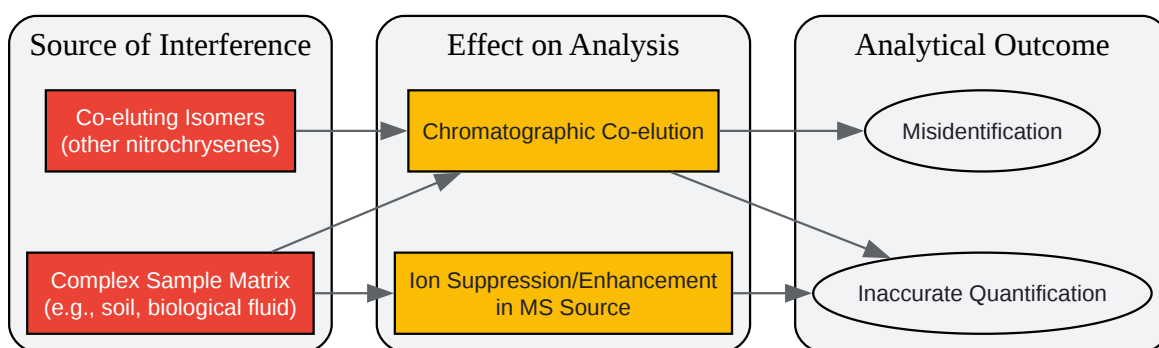 Source of Interference
Co-eluting Isomers
(other nitrochrysenes)
Complex Sample Matrix
(e.g., soil, biological fluid)
Effect on Analysis
Chromatographic Co-elution
Ion Suppression/Enhancement
in MS Source
Analytical Outcome
Misidentification
Inaccurate Quantification